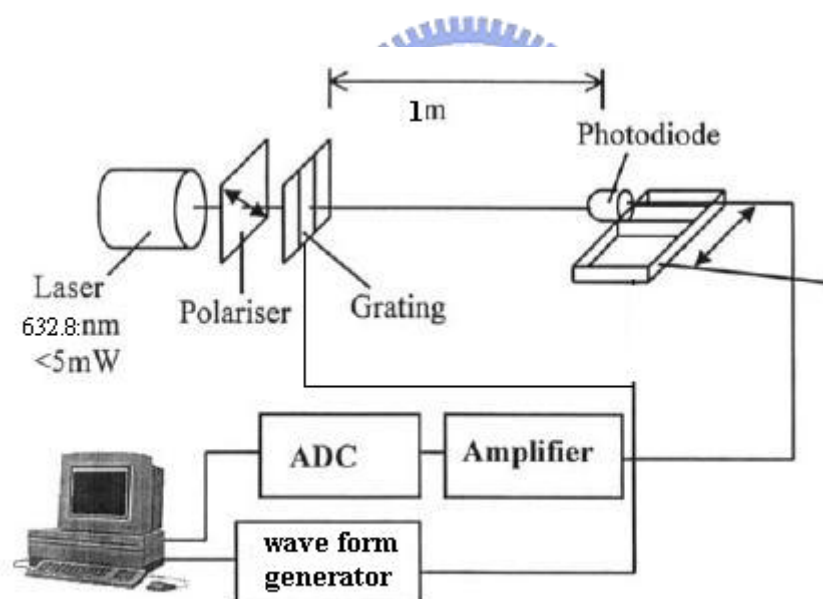 1m
Photodiode
Laser
632.8:nm
<5mW
Polariser
Grating
ADC
Amplifier
wave form
generator